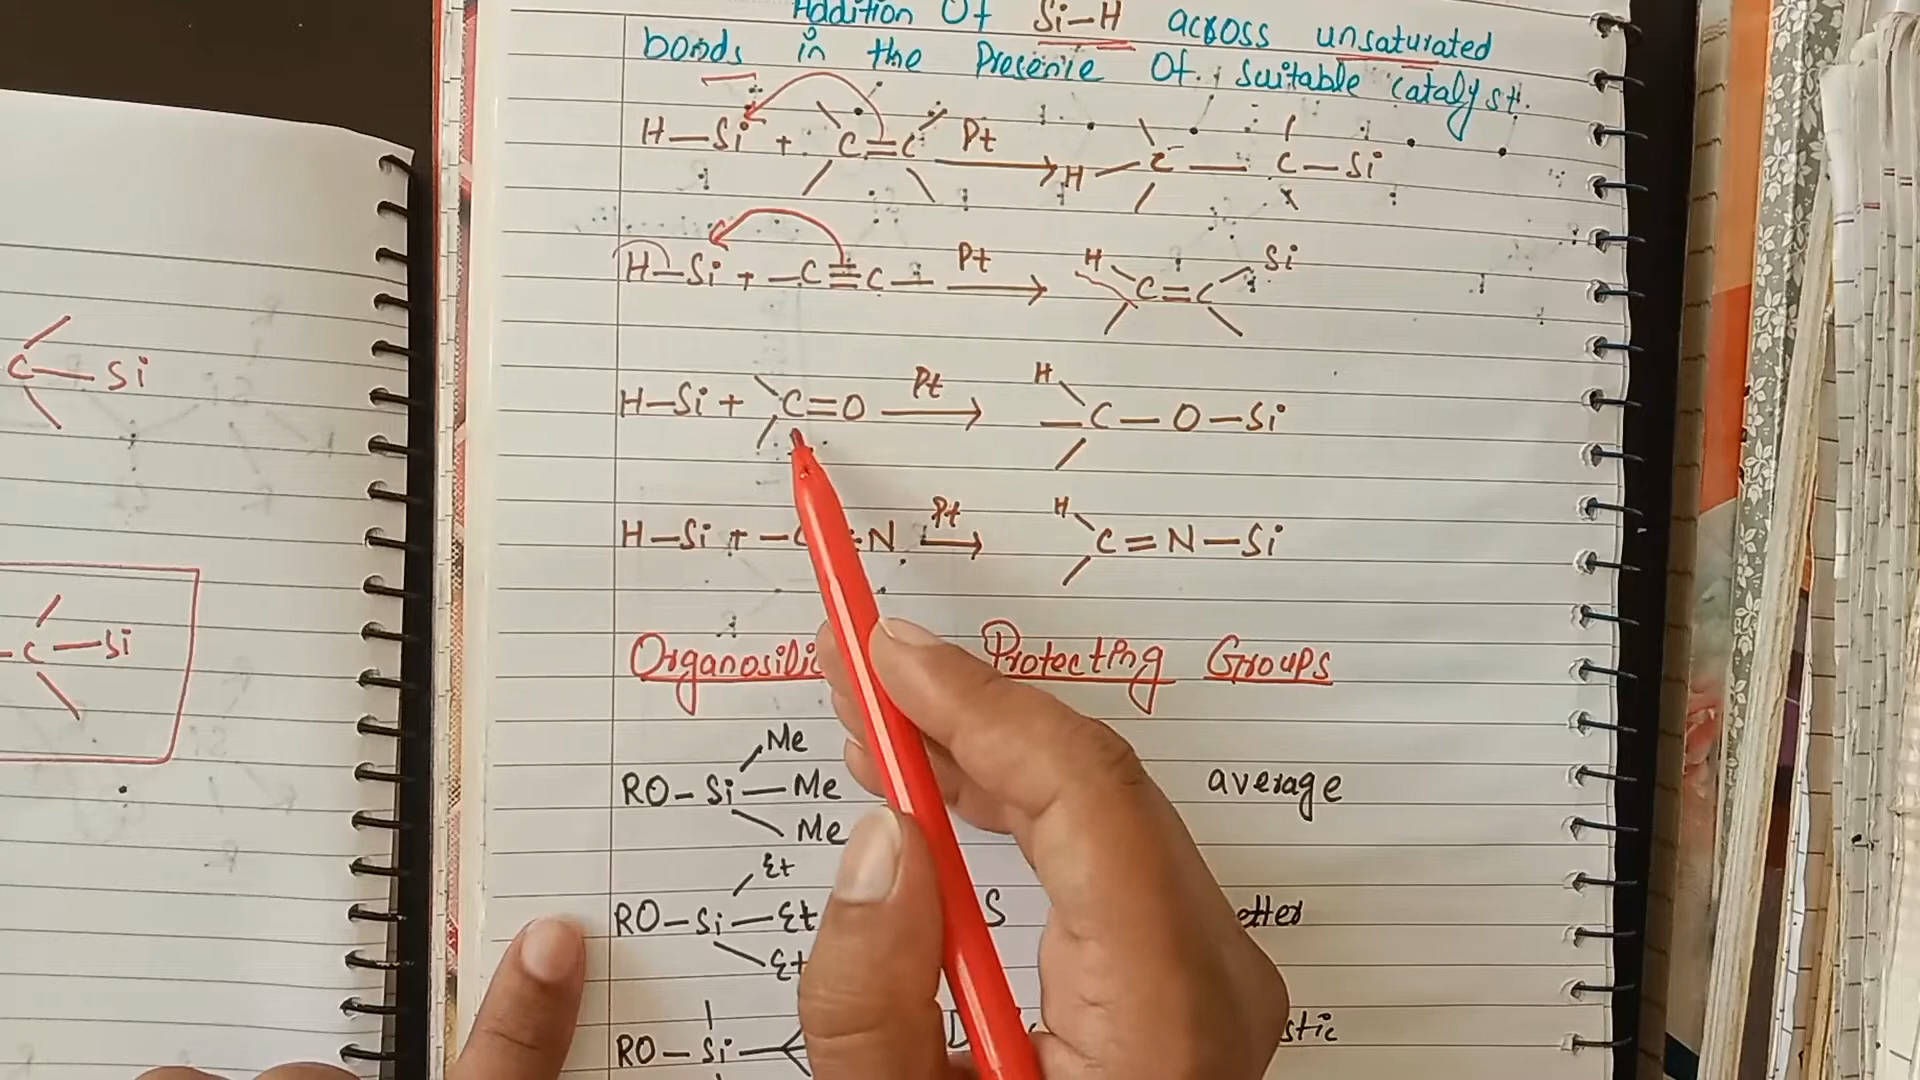 Addition Of Si-H across unsaturated
bonds in the Presence Of suitable catalyst.
H-Si + C=C Pt H C - C-Si
H-Si + -C≡C- Pt H C=C Si
H-Si + C=O Pt H C-O-Si
H-Si + N Pt H C=N-Si
C-Si
C-Si
Protecting Groups
RO-Si-Me Me Me average
RO-Si-Et Et Et S
RO-Si